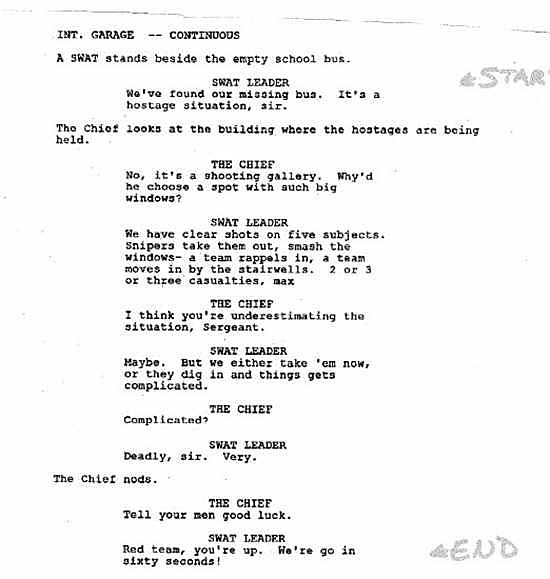 INT. GARAGE -- CONTINUOUS
A SWAT stands beside the empty school bus.
SWAT LEADER
We've found our missing bus. It's a
hostage situation, sir.
START
The Chief looks at the building where the hostages are being
held.
THE CHIEF
No, it's a shooting gallery. Why'd
he choose a spot with such big
windows?
SWAT LEADER
We have clear shots on five subjects.
Snipers take them out, smash the
windows- a team rappels in, a team
moves in by the stairwells. 2 or 3
or three casualties, max
THE CHIEF
I think you're underestimating the
situation, Sergeant.
SWAT LEADER
Maybe. But we either take 'em now,
or they dig in and things gets
complicated.
THE CHIEF
Complicated?
SWAT LEADER
Deadly, sir. Very.
The Chief nods.
THE CHIEF
Tell your men good luck.
SWAT LEADER
Red team, you're up. We're go in
sixty seconds!
END